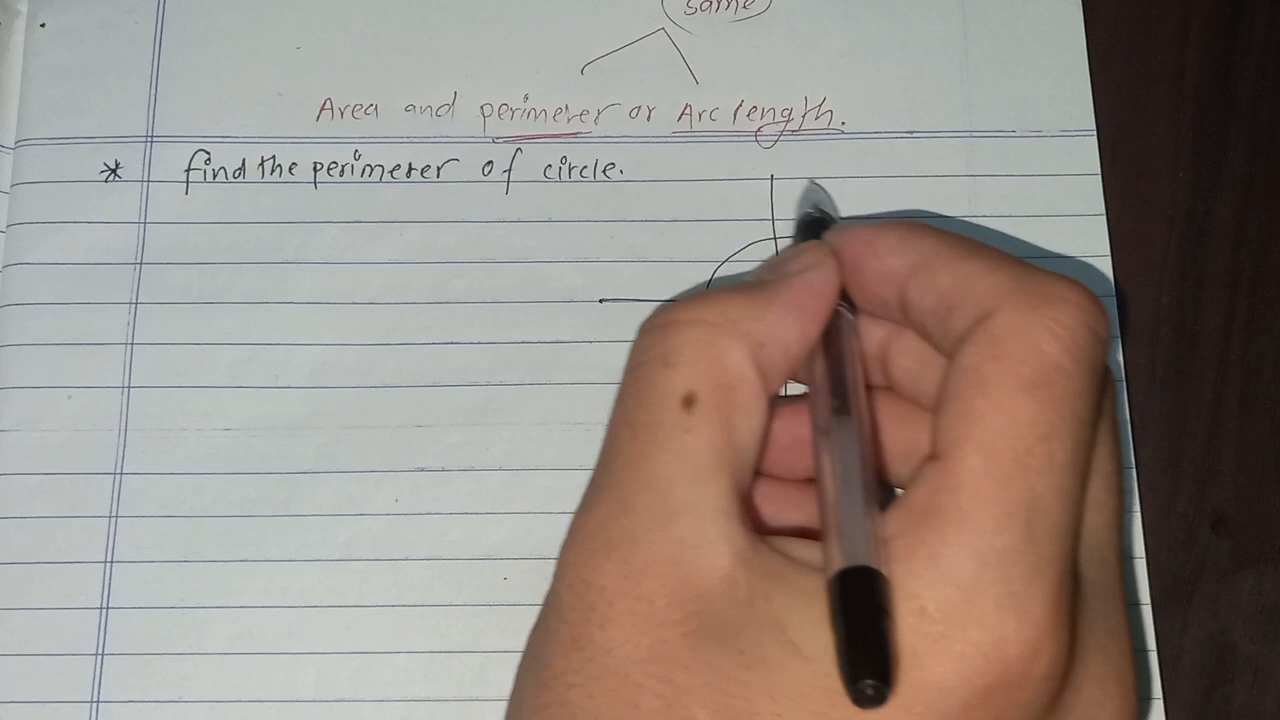 same
Area and perimeter or Arc length.
* find the perimeter of circle.